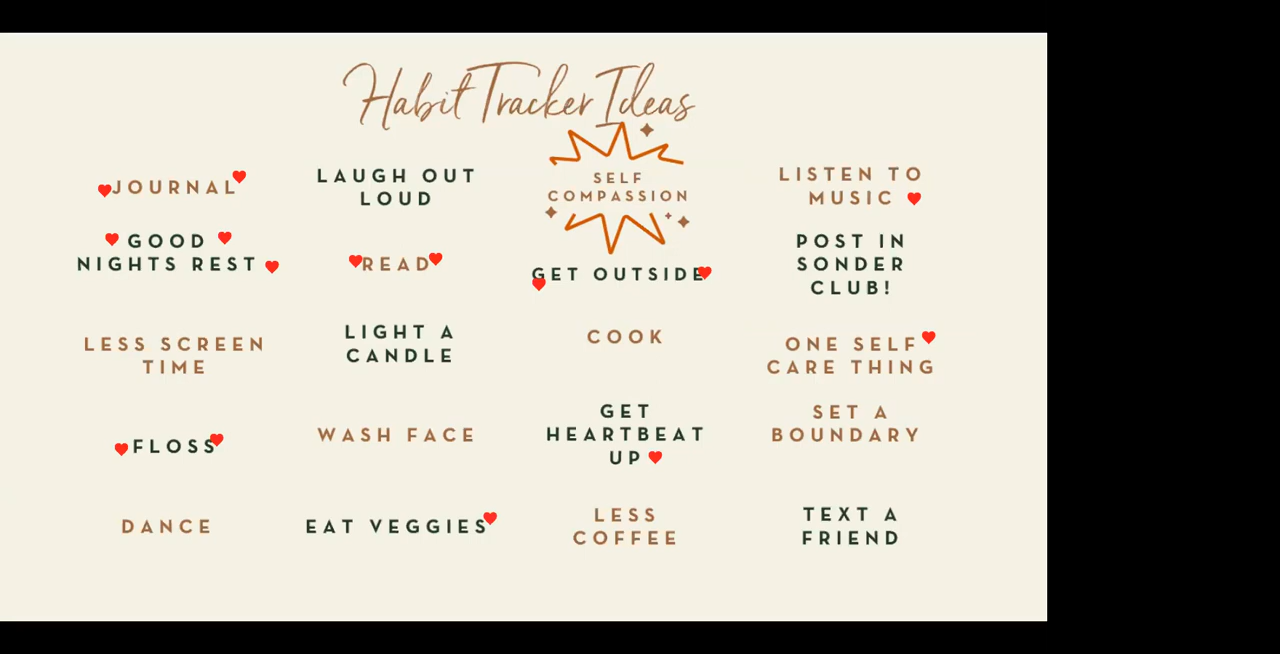 Habit Tracker Ideas
JOURNAL
LAUGH OUT
LOUD
SELF
COMPASSION
LISTEN TO
MUSIC
GOOD
NIGHTS REST
READ
GET OUTSIDE
POST IN
SONDER
CLUB!
LESS SCREEN
TIME
LIGHT A
CANDLE
COOK
ONE SELF
CARE THING
FLOSS
WASH FACE
GET
HEARTBEAT
UP
SET A
BOUNDARY
DANCE
EAT VEGGIES
LESS
COFFEE
TEXT A
FRIEND